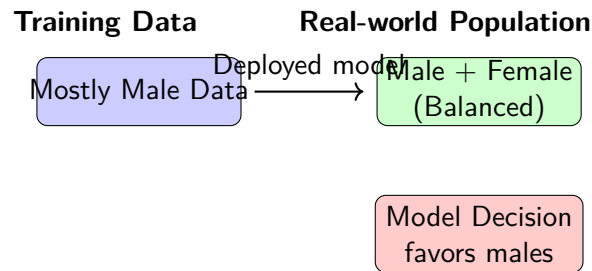 Training Data
Real-world Population
Deployed model
Mostly Male Data
Male + Female
(Balanced)
Model Decision
favors males